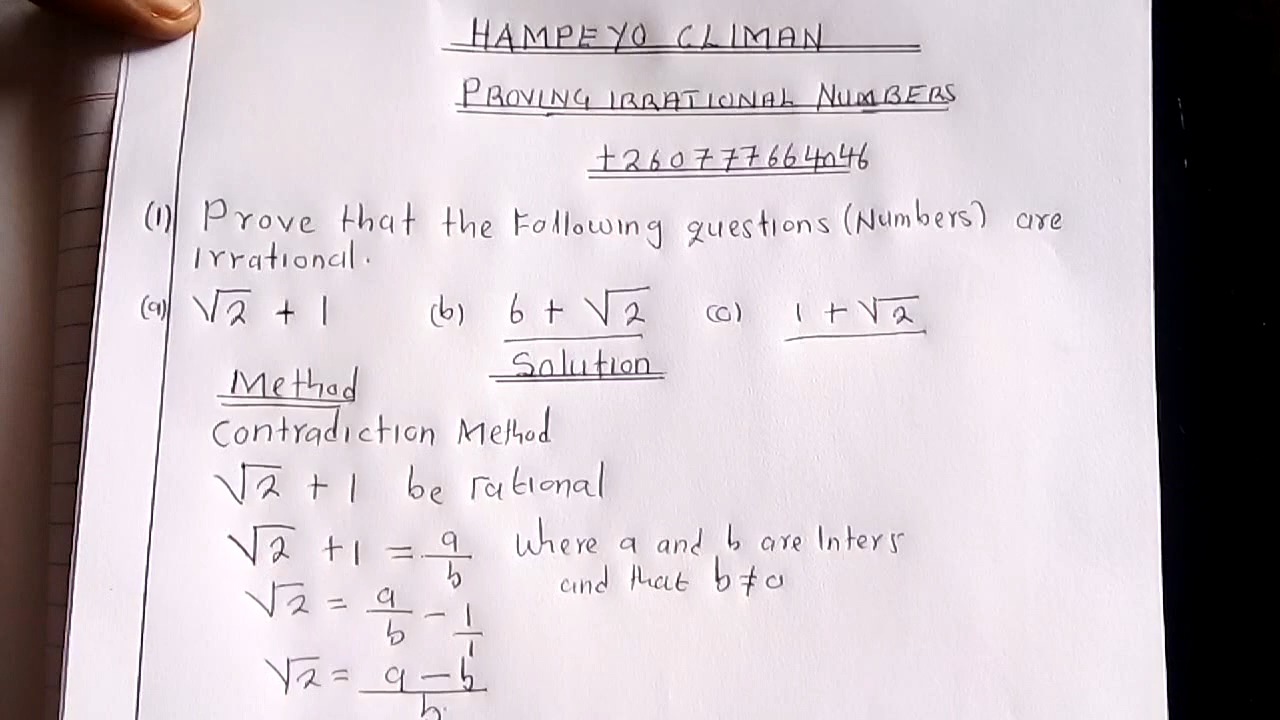 HAMPEYO CLIMAN
PROVING IRRATIONAL NUMBERS
+260777664046
(1) Prove that the Following questions (Numbers) are
Irrational.
(a) √2 + 1 (b) 6 + √2 (c) 1 + √2
Solution
Method
Contradiction Method
√2 + 1 be rational
√2 + 1 = a/b Where a and b are Inters
and that b ≠ 0
√2 = a/b - 1/1
√2 = a - b/b